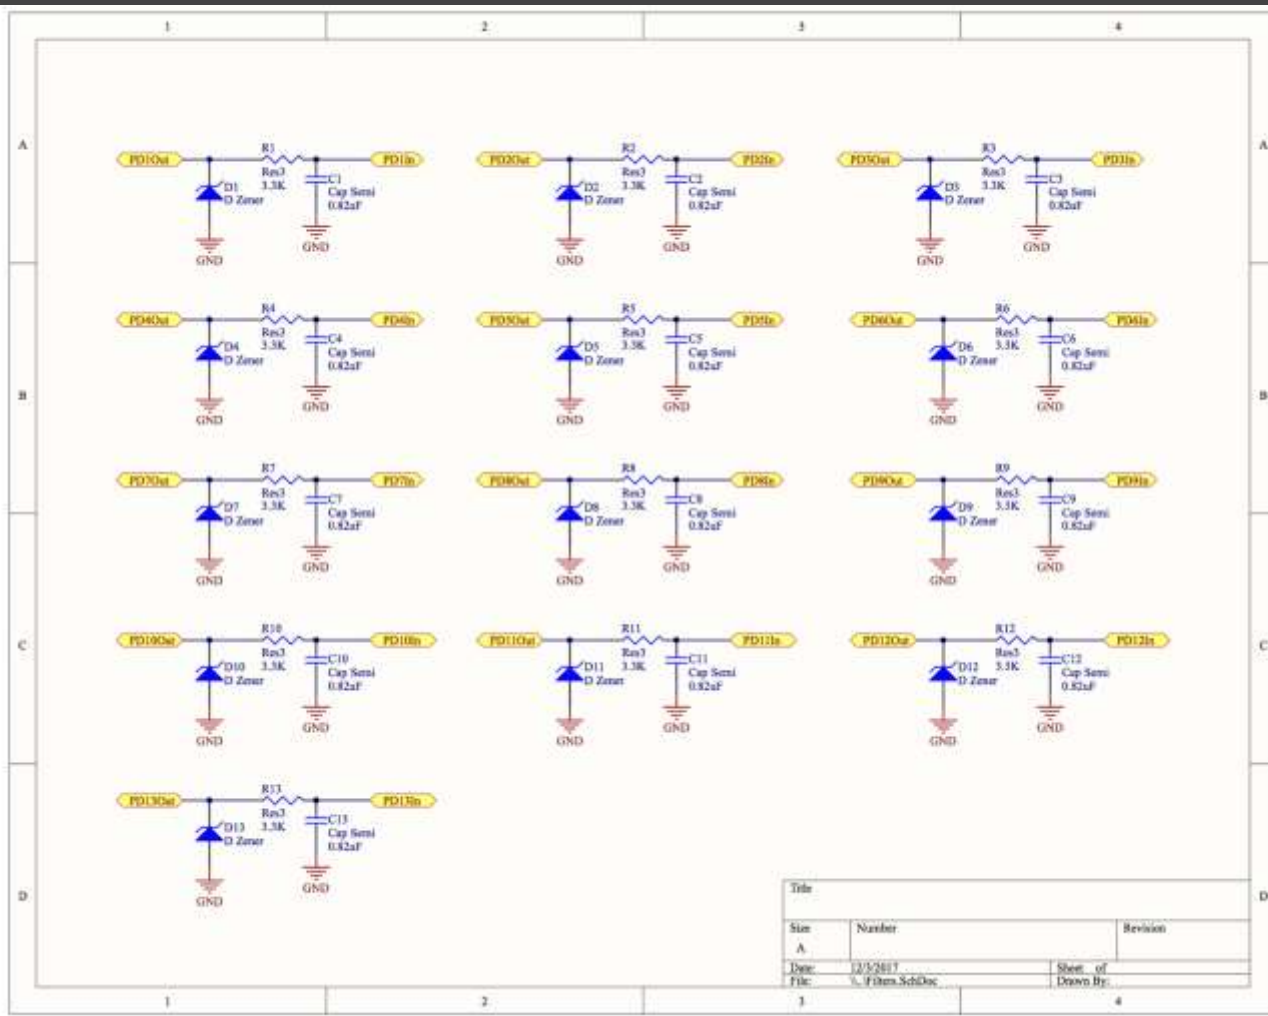 1 2 3 4
A A
R1 R2 R3
PD1Out PD1In PD2Out PD2In PD3Out PD3In
Res3 C1 Res3 C2 Res3 C3
D1 3.3K Cap Semi D2 3.3K Cap Semi D3 3.3K Cap Semi
D Zener 0.82uF D Zener 0.82uF D Zener 0.82uF
GND GND GND
GND GND GND
R4 R5 R6
PD4Out PD4In PD5Out PD5In PD6Out PD6In
Res3 C4 Res3 C5 Res3 C6
D4 3.3K Cap Semi D5 3.3K Cap Semi D6 3.3K Cap Semi
D Zener 0.82uF D Zener 0.82uF D Zener 0.82uF
B B
GND GND GND
GND GND GND
R7 R8 R9
PD7Out PD7In PD8Out PD8In PD9Out PD9In
Res3 C7 Res3 C8 Res3 C9
D7 3.3K Cap Semi D8 3.3K Cap Semi D9 3.3K Cap Semi
D Zener 0.82uF D Zener 0.82uF D Zener 0.82uF
GND GND GND
GND GND GND
R10 R11 R12
C C
PD10Out PD10In PD11Out PD11In PD12Out PD12In
Res3 C10 Res3 C11 Res3 C12
D10 3.3K Cap Semi D11 3.3K Cap Semi D12 3.3K Cap Semi
D Zener 0.82uF D Zener 0.82uF D Zener 0.82uF
GND GND GND
GND GND GND
R13
PD13Out PD13In
Res3 C13
D13 3.3K Cap Semi
D Zener 0.82uF
GND
GND
D D
Title
Size Number Revision
A
Date: 12/3/2017 Sheet of
File: \..\Filters.SchDoc Drawn By:
1 2 3 4